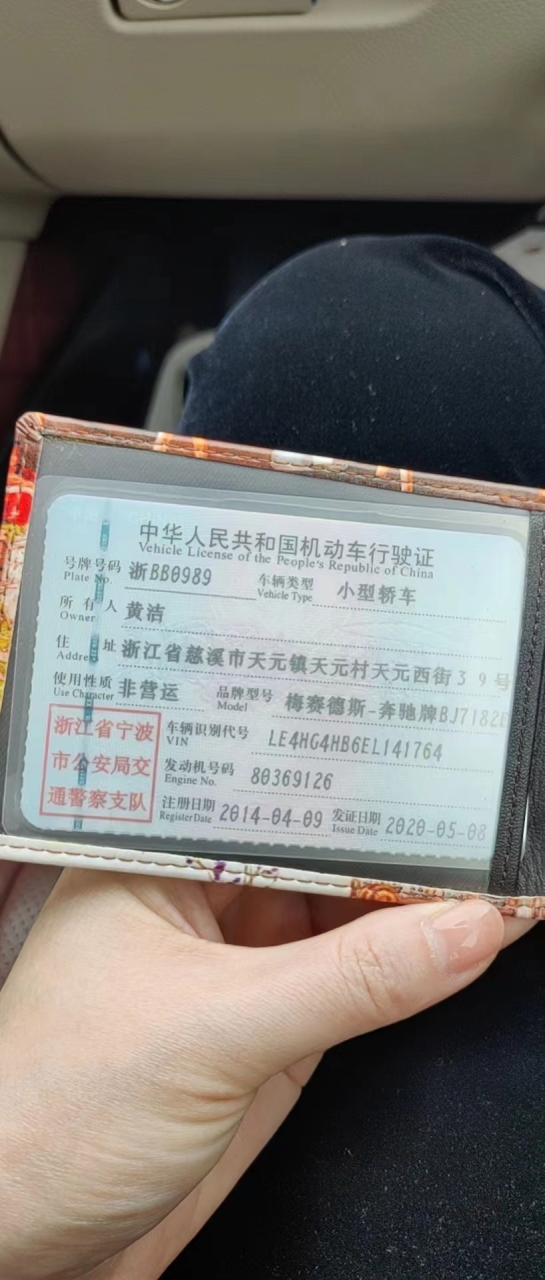 中华人民共和国机动车行驶证
Vehicle License of the People's Republic of China
号牌号码 浙BB0989 车辆类型 小型轿车
Plate No. Vehicle Type
所有人 黄洁
Owner
住址 浙江省慈溪市天元镇天元村天元西街39号
Address
使用性质 非营运 品牌型号 梅赛德斯-奔驰牌BJ7182E
Use Character Model
浙江省宁波
市公安局交
通警察支队
车辆识别代号 LE4HG4HB6EL141764
VIN
发动机号码 80369126
Engine No.
注册日期 2014-04-09 发证日期 2020-05-08
Register Date Issue Date